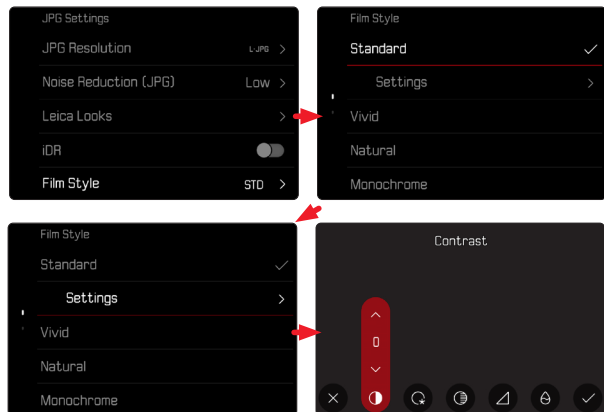 JPG Settings
JPG Resolution L-JPG
Noise Reduction (JPG) Low
Leica Looks
iDR
Film Style STD
Film Style
Standard
Settings
Vivid
Natural
Monochrome
Film Style
Standard
Settings
Vivid
Natural
Monochrome
Contrast
0